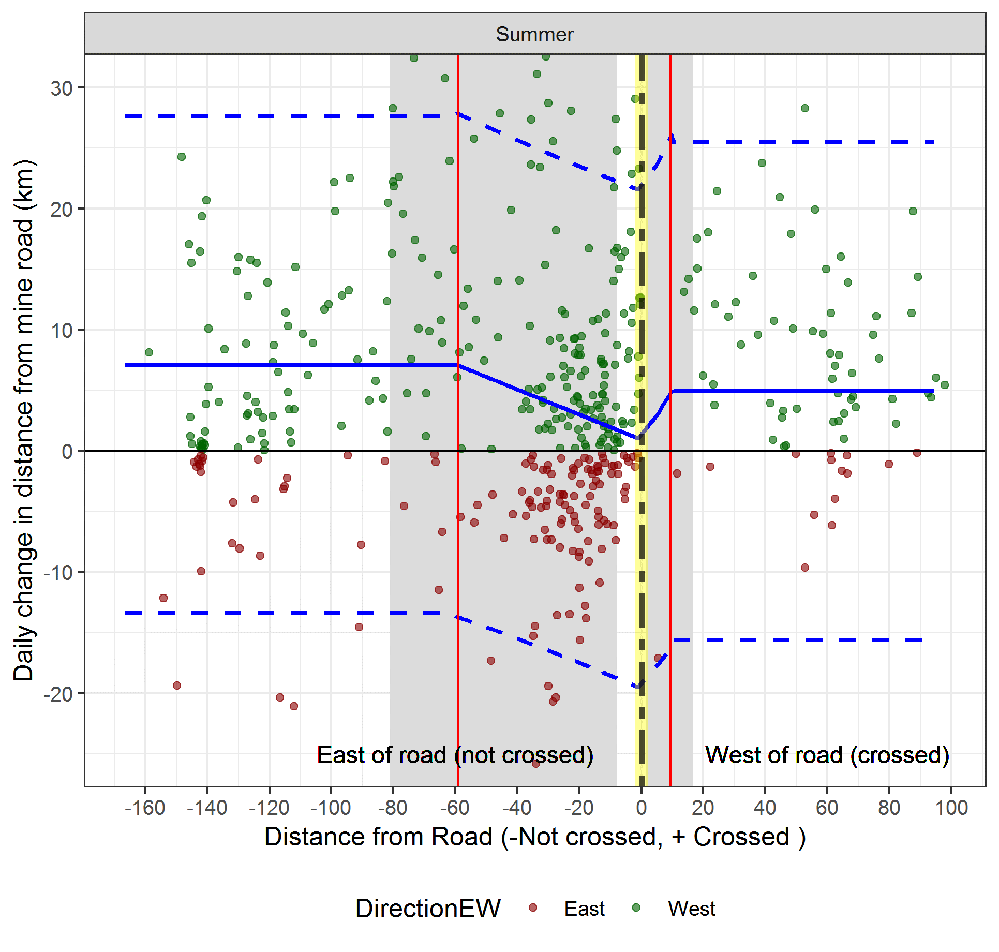 Summer
Daily change in distance from mine road (km)
30
20
10
0
-10
-20
East of road (not crossed)
West of road (crossed)
-160 -140 -120 -100 -80 -60 -40 -20 0 20 40 60 80 100
Distance from Road (-Not crossed, + Crossed )
DirectionEW East West